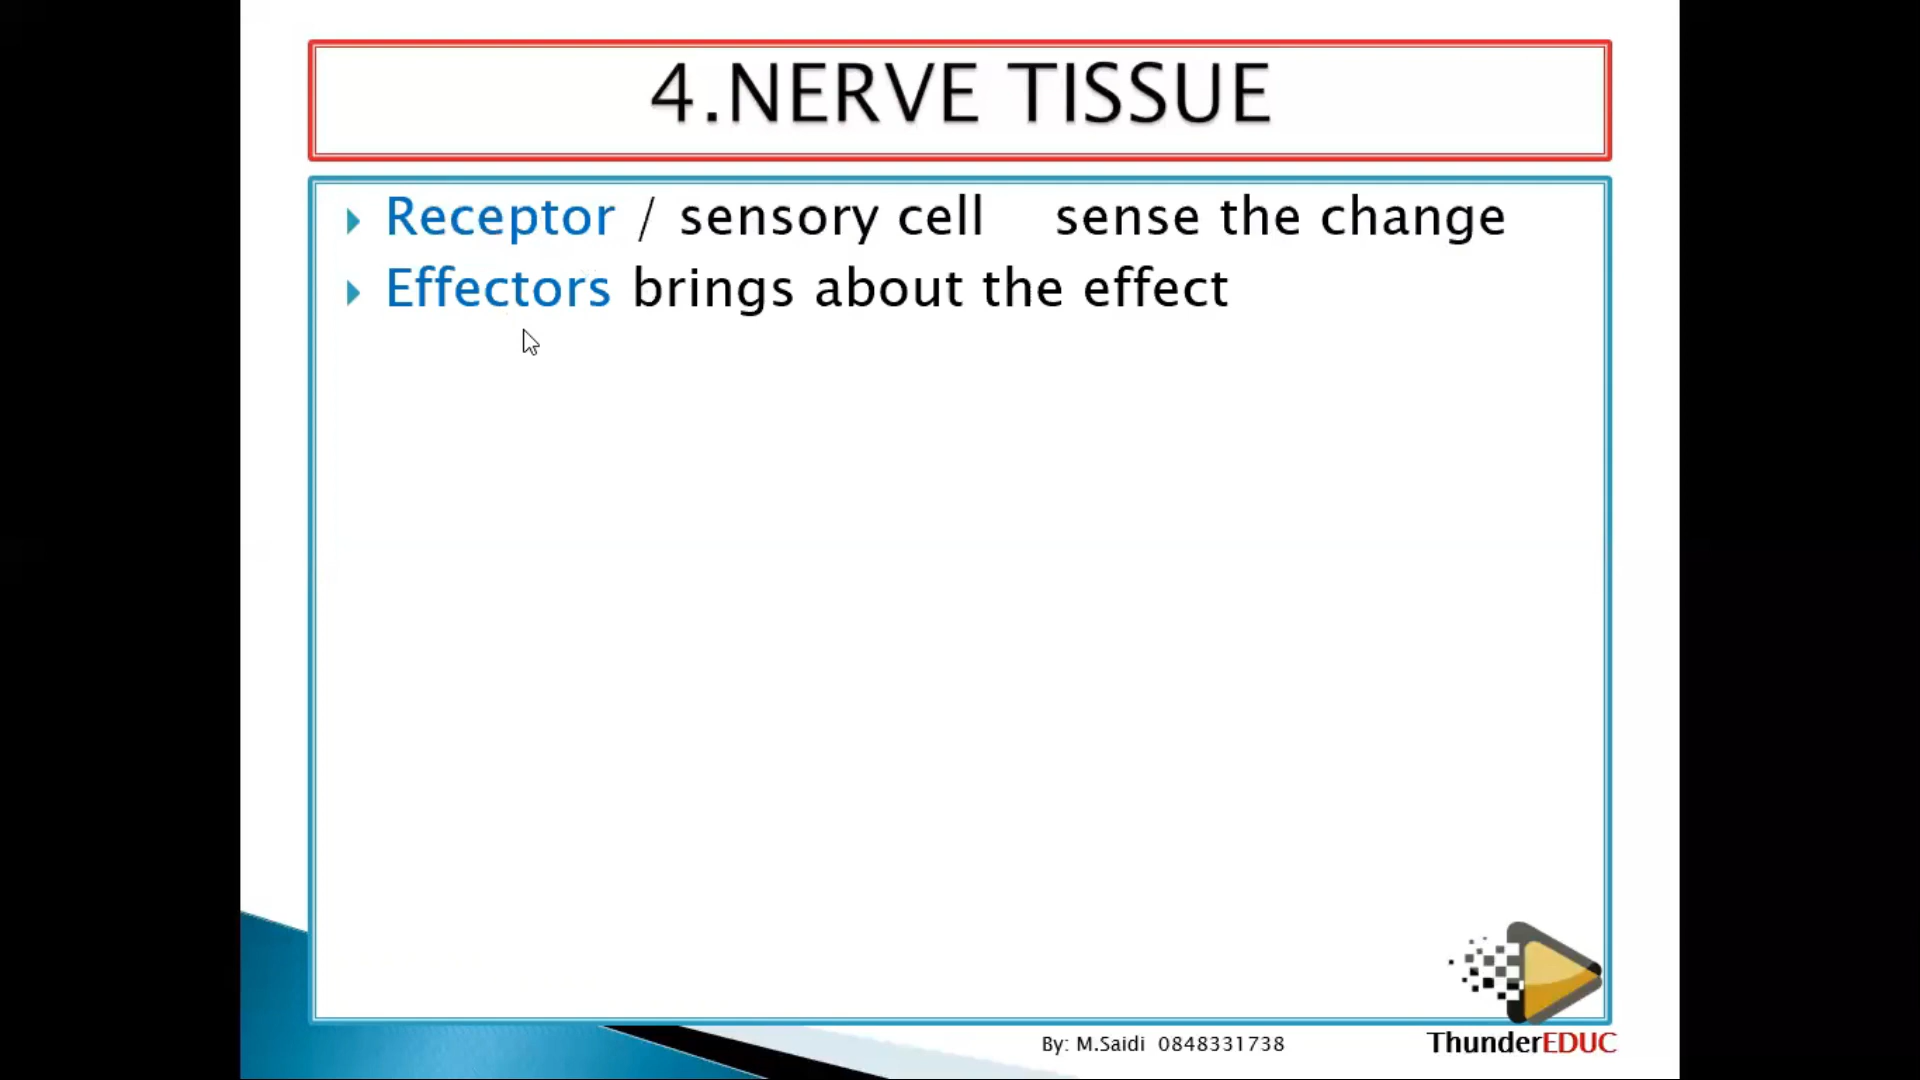 4.NERVE TISSUE
Receptor / sensory cell sense the change
Effectors brings about the effect
By: M.Saidi 0848331738
ThunderEDUC